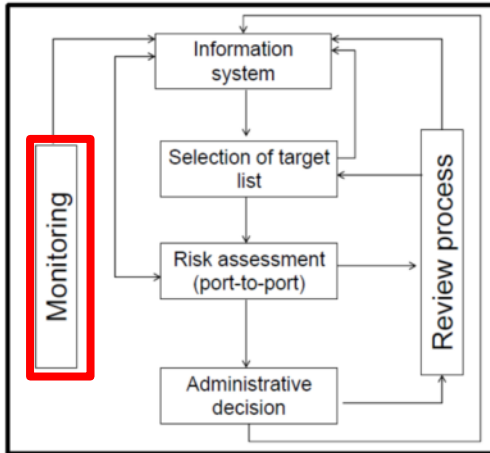 Information
system
Selection of target
list
Risk assessment
(port-to-port)
Administrative
decision
Monitoring
Review process